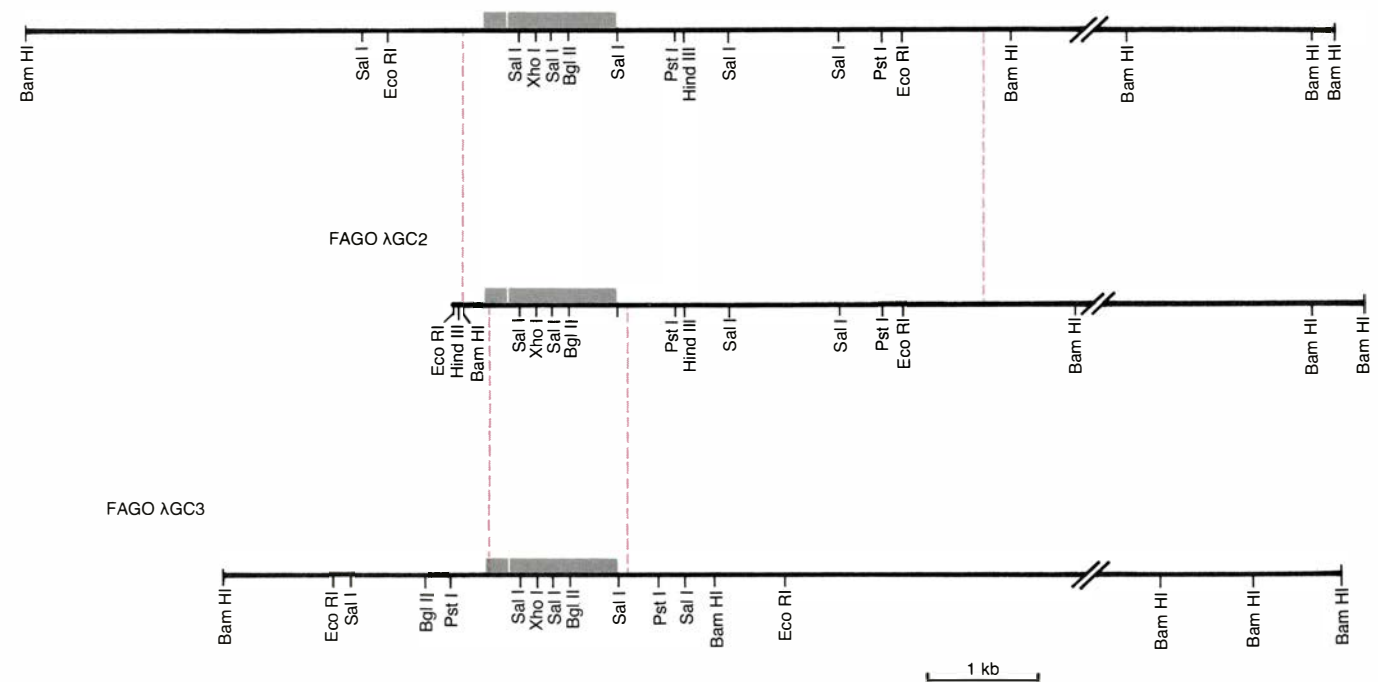 Bam HI
Sal I
Eco RI
Sal I
Xho I
Sal I
Bgl II
Sal I
Pst I
Hind III
Sal I
Sal I
Pst I
Eco RI
Bam HI
Bam HI
Bam HI
Bam HI
FAGO λGC2
Eco RI
Hind III
Bam HI
Sal I
Xho I
Sal I
Bgl II
Pst I
Hind III
Sal I
Sal I
Pst I
Eco RI
Bam HI
Bam HI
Bam HI
FAGO λGC3
Bam HI
Eco RI
Sal I
Bgl II
Pst I
Sal I
Xho I
Sal I
Bgl II
Sal I
Pst I
Sal I
Bam HI
Eco RI
Bam HI
Bam HI
Bam HI
1 kb